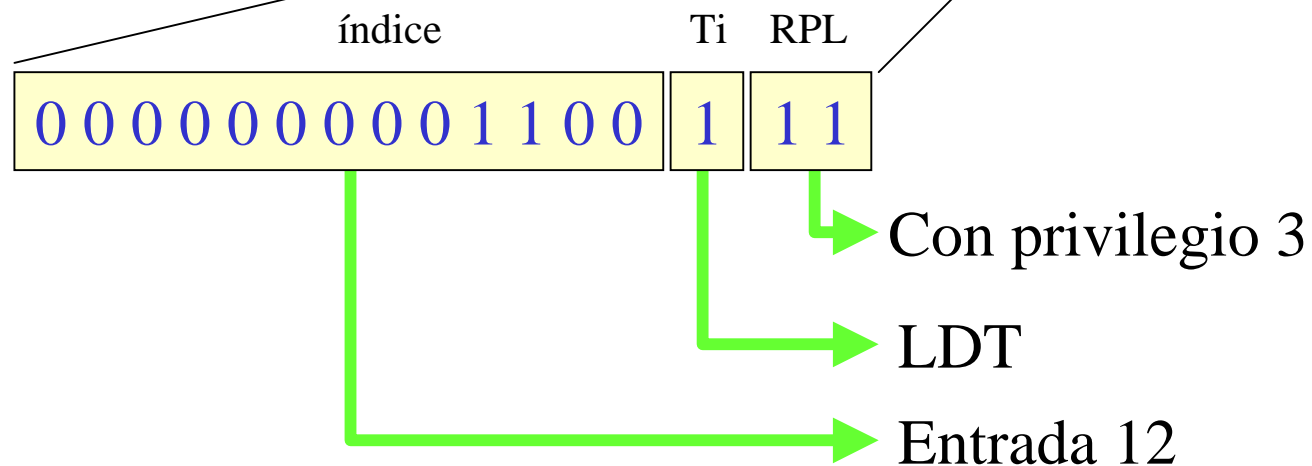 índice Ti RPL
0 0 0 0 0 0 0 0 0 1 1 0 0 1 1 1
Con privilegio 3
LDT
Entrada 12